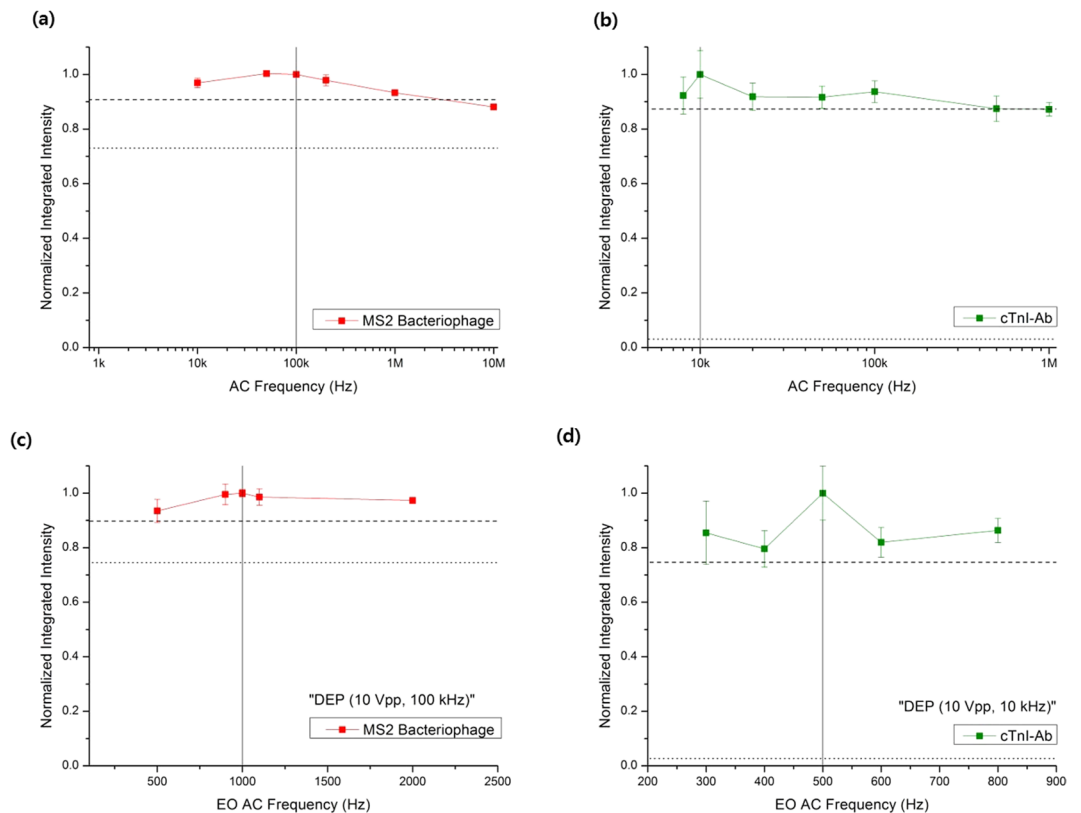 (a)
Normalized Integrated Intensity
1.0
0.8
0.6
0.4
0.2
0.0
1k
10k
100k
1M
10M
AC Frequency (Hz)
MS2 Bacteriophage
(b)
Normalized Integrated Intensity
1.0
0.8
0.6
0.4
0.2
0.0
10k
100k
1M
AC Frequency (Hz)
cTnI-Ab
(c)
Normalized Integrated Intensity
1.0
0.8
0.6
0.4
0.2
0.0
500
1000
1500
2000
2500
EO AC Frequency (Hz)
"DEP (10 Vpp, 100 kHz)"
MS2 Bacteriophage
(d)
Normalized Integrated Intensity
1.0
0.8
0.6
0.4
0.2
0.0
200
300
400
500
600
700
800
900
EO AC Frequency (Hz)
"DEP (10 Vpp, 10 kHz)"
cTnI-Ab